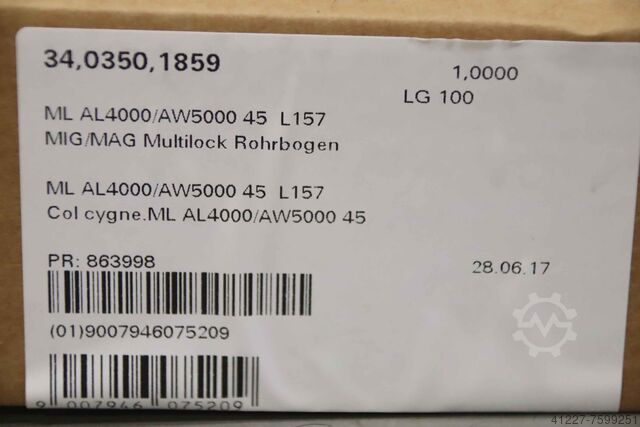 34,0350,1859
1,0000
LG 100
ML AL4000/AW5000 45 L157
MIG/MAG Multilock Rohrbogen
ML AL4000/AW5000 45 L157
Col cygne.ML AL4000/AW5000 45
PR: 863998
28.06.17
(01)9007946075209
9 007946 075209
41227-7599251